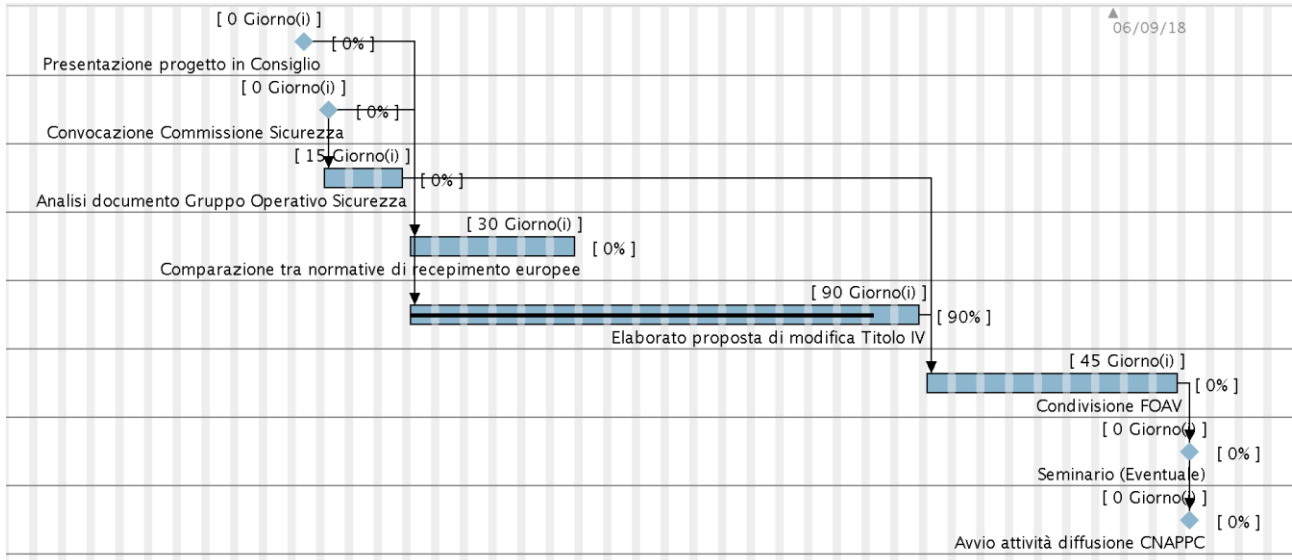 [ 0 Giorno(i) ]
06/09/18
[ 0% ]
Presentazione progetto in Consiglio
[ 0 Giorno(i) ]
[ 0% ]
Convocazione Commissione Sicurezza
[ 15 Giorno(i) ]
[ 0% ]
Analisi documento Gruppo Operativo Sicurezza
[ 30 Giorno(i) ]
[ 0% ]
Comparazione tra normative di recepimento europee
[ 90 Giorno(i) ]
[ 90% ]
Elaborato proposta di modifica Titolo IV
[ 45 Giorno(i) ]
[ 0% ]
Condivisione FOAV
[ 0 Giorno(i) ]
[ 0% ]
Seminario (Eventuale)
[ 0 Giorno(i) ]
[ 0% ]
Avvio attività diffusione CNAPPC